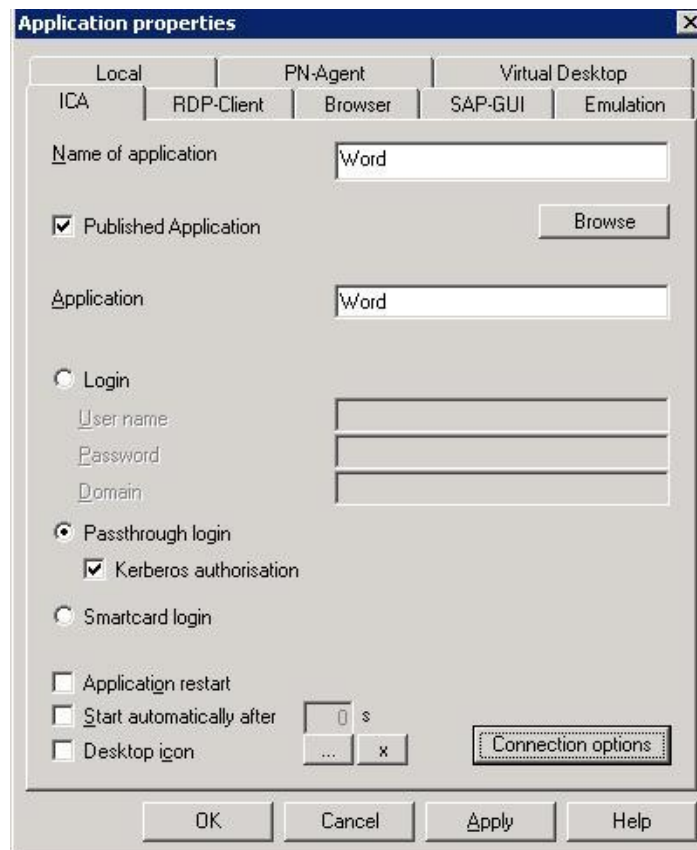 Application properties
Local PN-Agent Virtual Desktop
ICA RDP-Client Browser SAP-GUI Emulation
Name of application Word
Published Application Browse
Application Word
Login
User name
Password
Domain
Passthrough login
Kerberos authorisation
Smartcard login
Application restart
Start automatically after 0 s
Desktop icon ... x Connection options
OK Cancel Apply Help